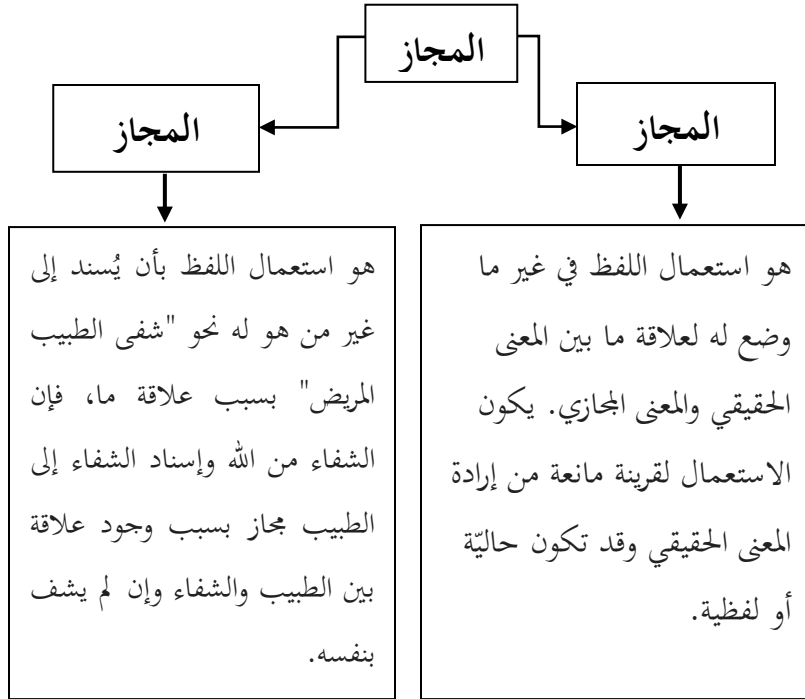 المجاز
المجاز
المجاز
هو استعمال اللفظ في غير ما
وضع له لعلاقة ما بين المعنى
الحقيقي والمعنى المجازي. يكون
الاستعمال لقرينة مانعة من إرادة
المعنى الحقيقي وقد تكون حاليّة
أو لفظية.
هو استعمال اللفظ بأن يُسند إلى
غير من هو له نحو "شفى الطبيب
المريض" بسبب علاقة ما، فإن
الشفاء من الله وإسناد الشفاء إلى
الطبيب مجاز بسبب وجود علاقة
بين الطبيب والشفاء وإن لم يشف
بنفسه.